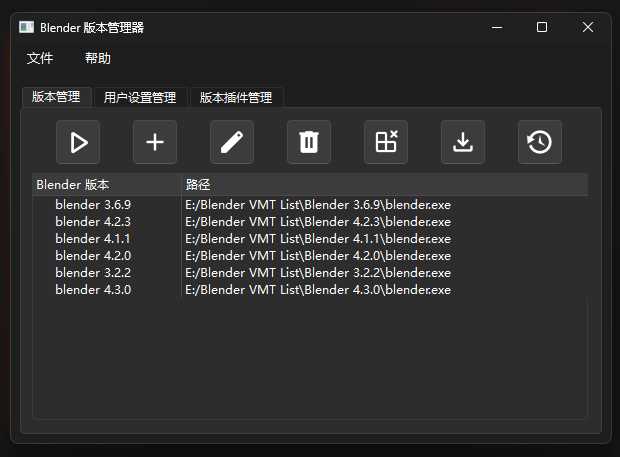 Blender 版本管理器
文件 帮助
版本管理 用户设置管理 版本插件管理
Blender 版本 路径
blender 3.6.9 E:/Blender VMT List\Blender 3.6.9\blender.exe
blender 4.2.3 E:/Blender VMT List\Blender 4.2.3\blender.exe
blender 4.1.1 E:/Blender VMT List\Blender 4.1.1\blender.exe
blender 4.2.0 E:/Blender VMT List\Blender 4.2.0\blender.exe
blender 3.2.2 E:/Blender VMT List\Blender 3.2.2\blender.exe
blender 4.3.0 E:/Blender VMT List\Blender 4.3.0\blender.exe